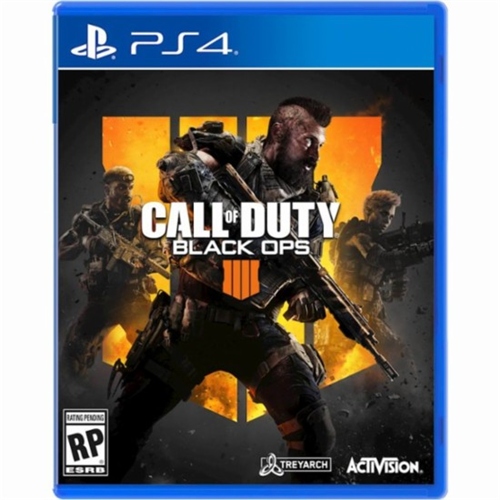 PS4
CALL OF DUTY
BLACK OPS
IIII
RATING PENDING
RP
ESRB
TREYARCH
ACTIVISION